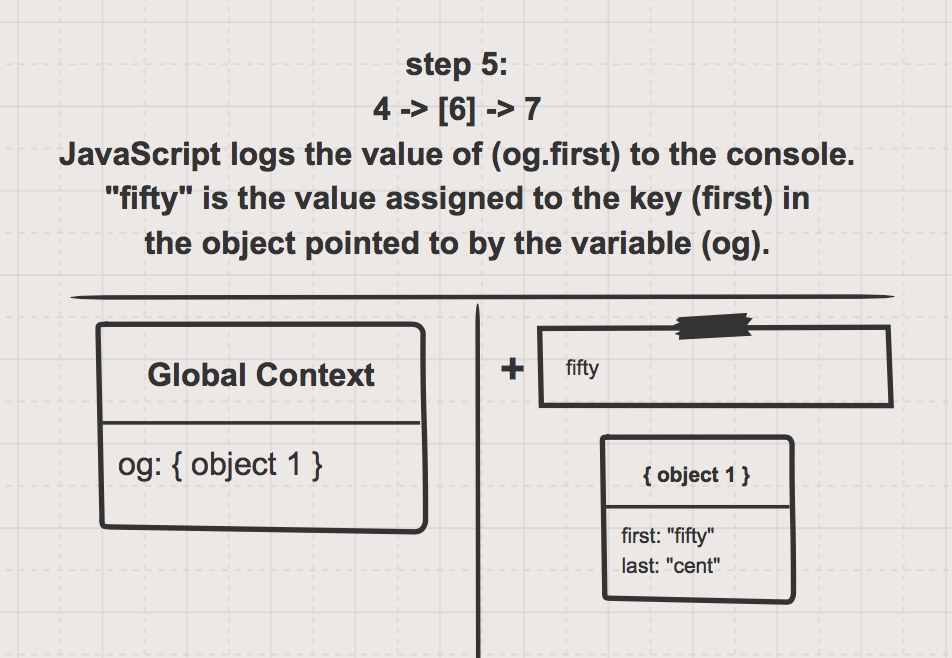 step 5:
4 -> [6] -> 7
JavaScript logs the value of (og.first) to the console.
"fifty" is the value assigned to the key (first) in
the object pointed to by the variable (og).
Global Context
og: { object 1 }
+
fifty
{ object 1 }
first: "fifty"
last: "cent"